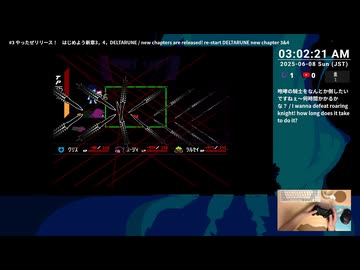 #3 やったぜリリース！ はじめよう新章3，4，DELTARUNE / new chapters are released! re-start DELTARUNE new chapter 3&4
03:02:21 AM
2025-06-08 Sun (JST)
1 0
咆哮の騎士をなんとか倒したい
ですねぇ〜何時間かかるか
な？/ I wanna defeat roaring
knight! how long does it take
to do it?
TP
クリス スージィ ラルセイ